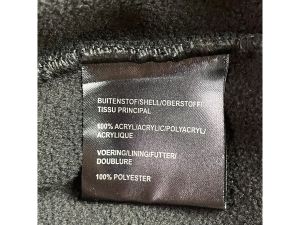 BUITENSTOF/SHELL/OBERSTOFF/
TISSU PRINCIPAL
100% ACRYL/ACRYLIC/POLYACRYL/
ACRYLIQUE
VOERING/LINING/FUTTER/
DOUBLURE
100% POLYESTER